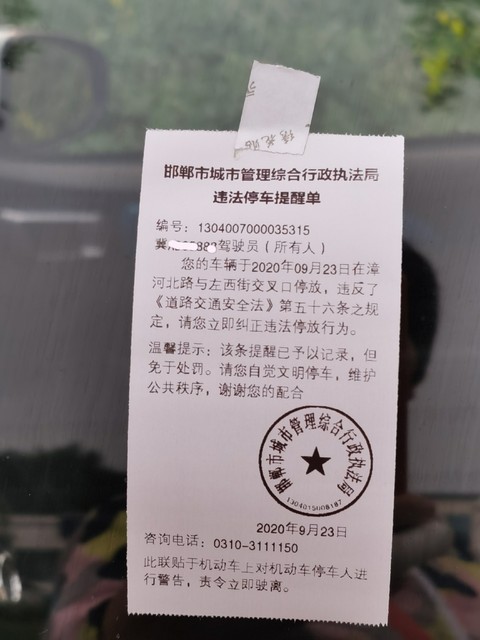 邯郸市城市管理综合行政执法局
违法停车提醒单
编号：1304007000035315
驾驶员（所有人）
您的车辆于2020年09月23日在漳
河北路与左西街交叉口停放，违反了
《道路交通安全法》第五十六条之规
定，请您立即纠正违法停放行为。
温馨提示：该条提醒已予以记录，但
免于处罚。请您自觉文明停车，维护
公共秩序，谢谢您的配合
邯郸市城市管理综合行政执法局
2020年9月23日
咨询电话：0310-3111150
此联贴于机动车上对机动车停车人进
行警告，责令立即驶离。